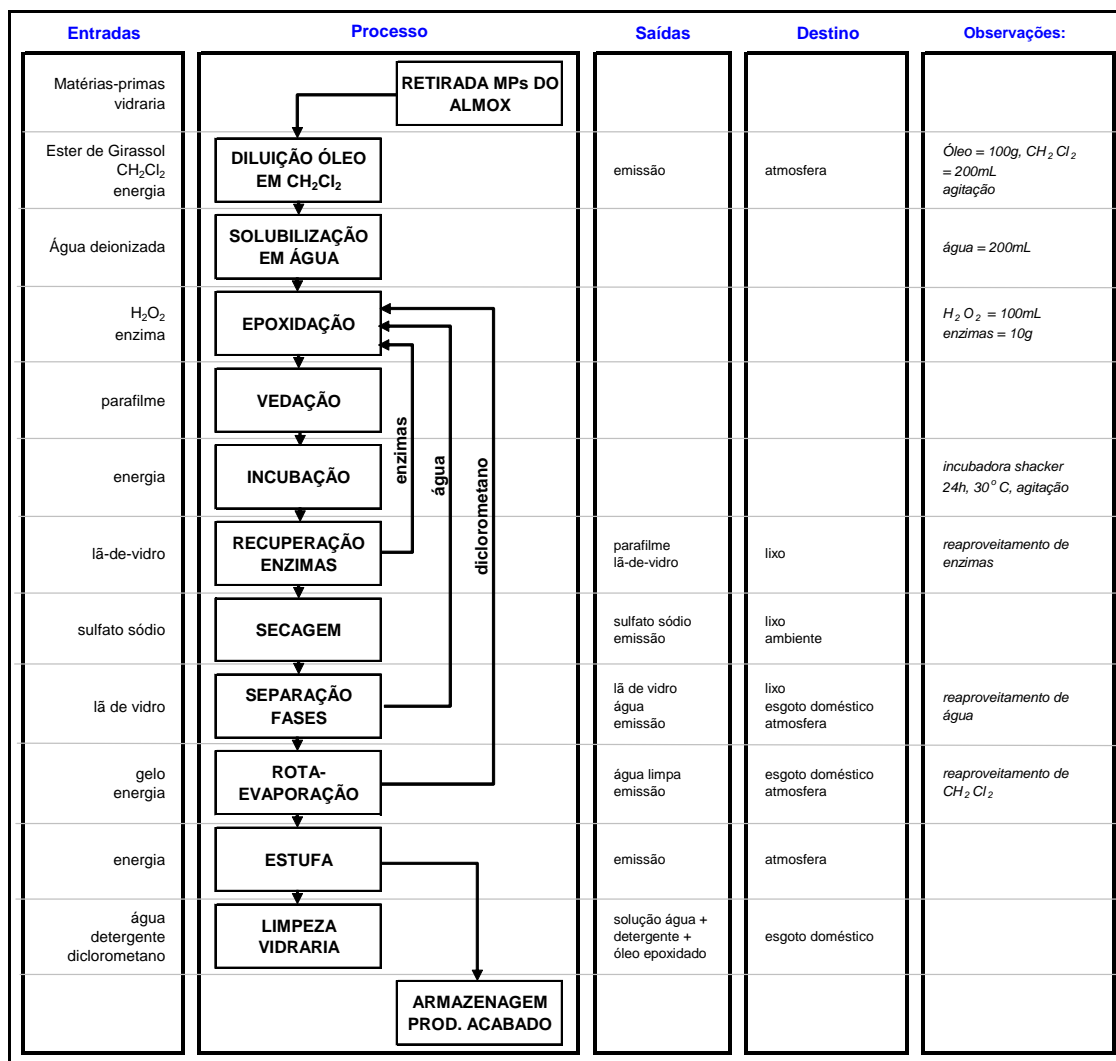 Entradas
Processo
Saídas
Destino
Observações:
Matérias-primas
vidraria
RETIRADA MPs DO
ALMOX
Ester de Girassol
CH₂Cl₂
energia
DILUIÇÃO ÓLEO
EM CH₂Cl₂
emissão
atmosfera
Óleo = 100g, CH₂Cl₂
= 200mL
agitação
Água deionizada
SOLUBILIZAÇÃO
EM ÁGUA
água = 200mL
H₂O₂
enzima
EPOXIDAÇÃO
H₂O₂ = 100mL
enzimas = 10g
parafilme
VEDAÇÃO
enzimas
água
diclorometano
energia
INCUBAÇÃO
incubadora shacker
24h, 30°C, agitação
lã-de-vidro
RECUPERAÇÃO
ENZIMAS
parafilme
lã-de-vidro
lixo
reaproveitamento de
enzimas
sulfato sódio
SECAGEM
sulfato sódio
emissão
lixo
ambiente
lã de vidro
SEPARAÇÃO
FASES
lã de vidro
água
emissão
lixo
esgoto doméstico
atmosfera
reaproveitamento de
água
gelo
energia
ROTA-
EVAPORAÇÃO
água limpa
emissão
esgoto doméstico
atmosfera
reaproveitamento de
CH₂Cl₂
energia
ESTUFA
emissão
atmosfera
água
detergente
diclorometano
LIMPEZA
VIDRARIA
solução água +
detergente +
óleo epoxidado
esgoto doméstico
ARMAZENAGEM
PROD. ACABADO